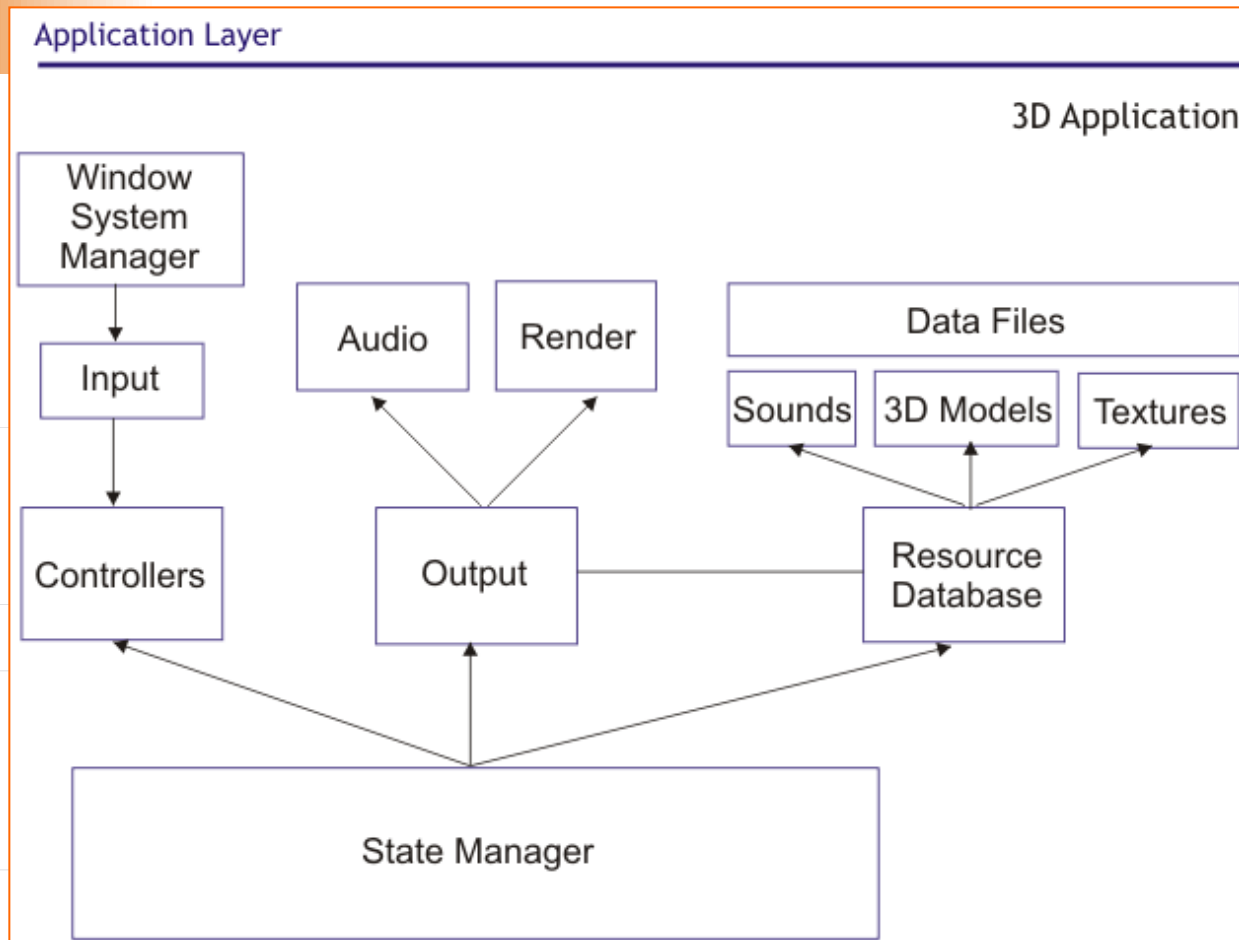 Application Layer
3D Application
Window
System
Manager
Input
Audio
Render
Data Files
Sounds
3D Models
Textures
Controllers
Output
Resource
Database
State Manager